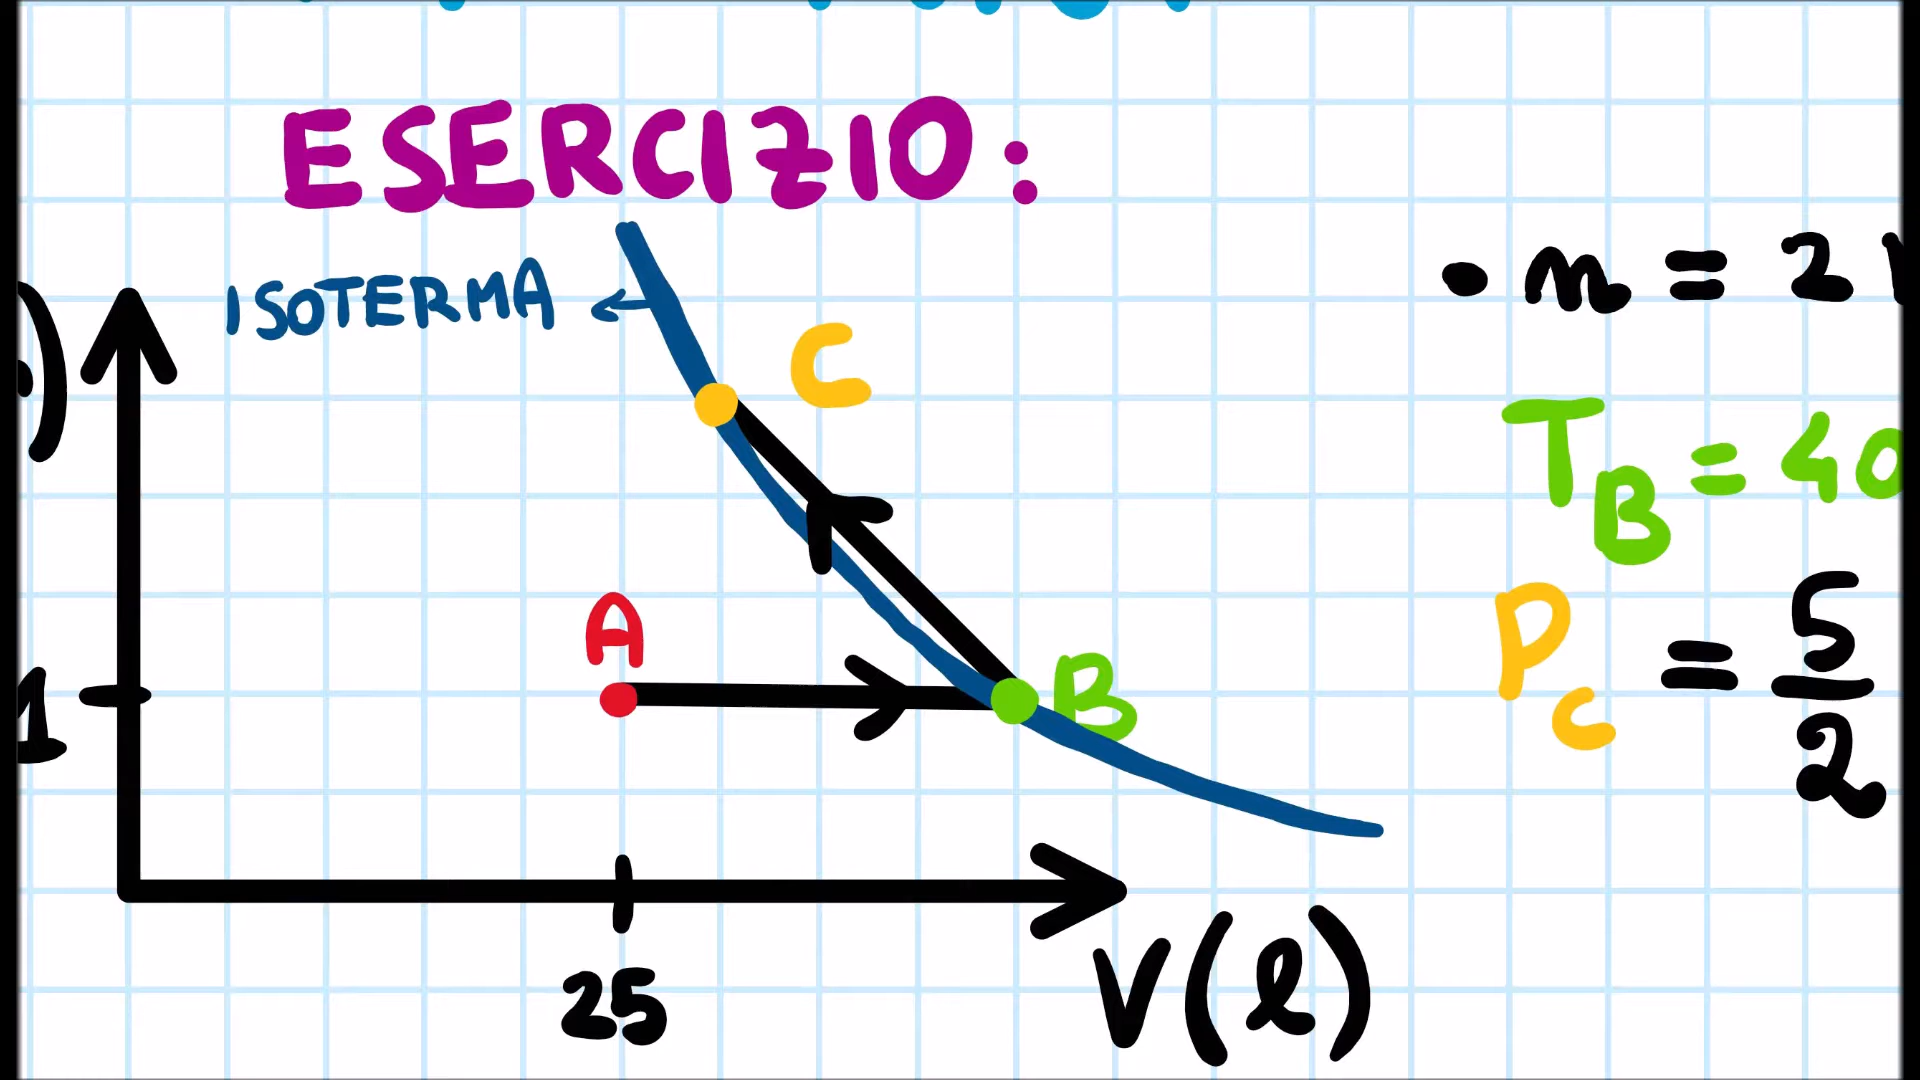 ESERCIZIO:
ISOTERMA
C
A
B
1
25
V(l)
• n = 2
T_B = 40
P_C = 5/2